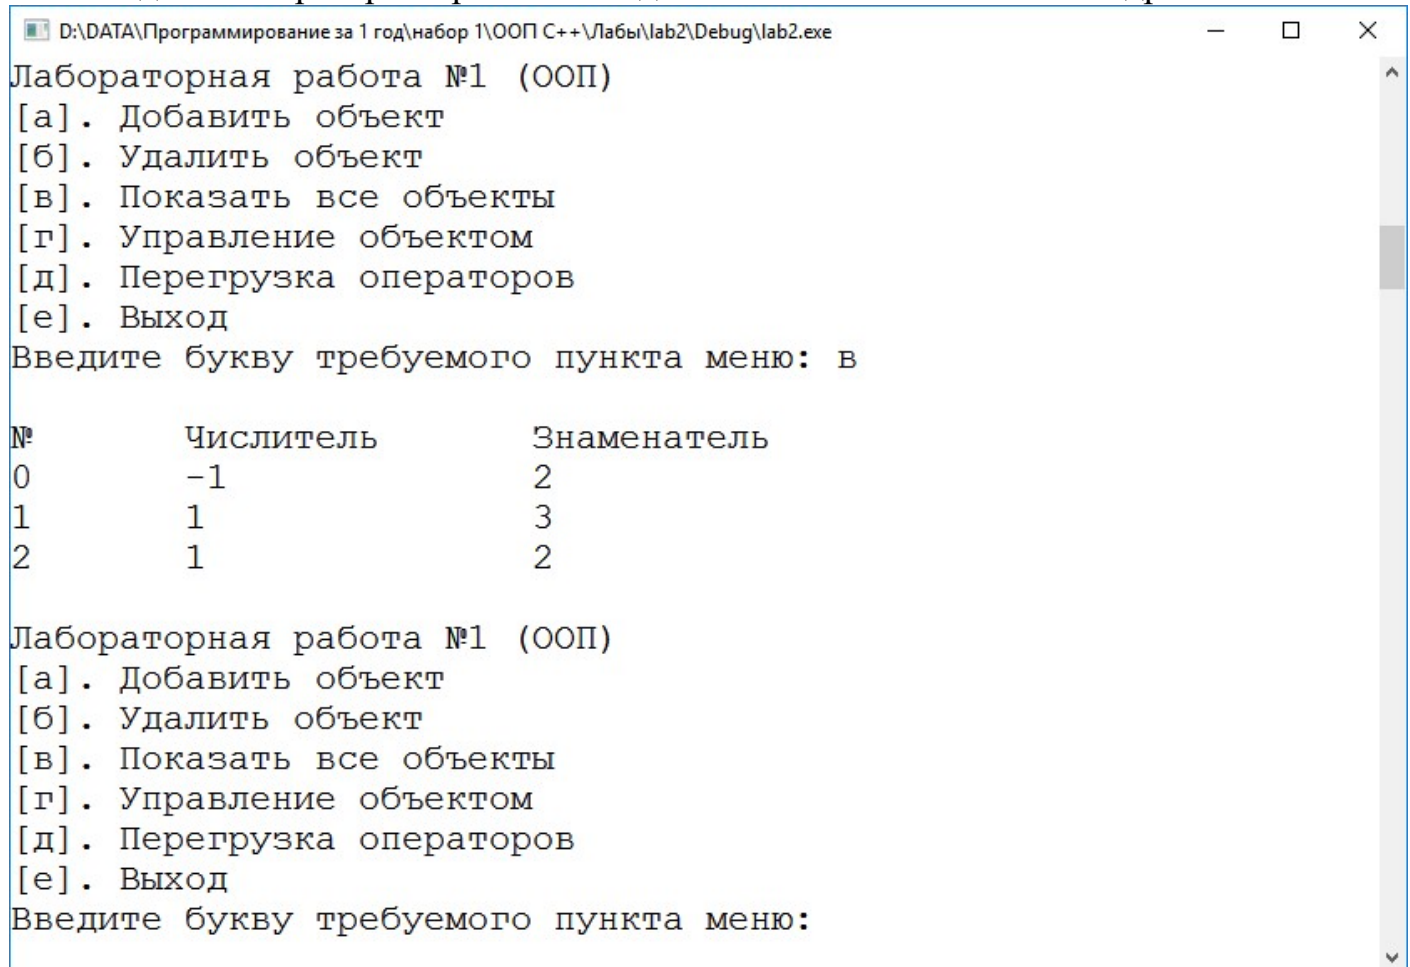 D:\DATA\Программирование за 1 год\набор 1\ООП С++\Лабы\lab2\Debug\lab2.exe
Лабораторная работа №1 (ООП)
[а]. Добавить объект
[б]. Удалить объект
[в]. Показать все объекты
[г]. Управление объектом
[д]. Перегрузка операторов
[е]. Выход
Введите букву требуемого пункта меню: в
№ Числитель Знаменатель
0 -1 2
1 1 3
2 1 2
Лабораторная работа №1 (ООП)
[а]. Добавить объект
[б]. Удалить объект
[в]. Показать все объекты
[г]. Управление объектом
[д]. Перегрузка операторов
[е]. Выход
Введите букву требуемого пункта меню: